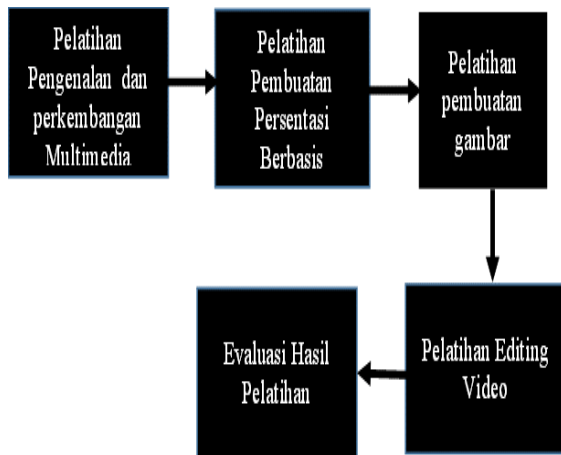 Pelatihan
Pengenalan dan
perkembangan
Multimedia
Pelatihan
Pembuatan
Persentasi
Berbasis
Pelatihan
pembuatan
gambar
Pelatihan Editing
Video
Evaluasi Hasil
Pelatihan